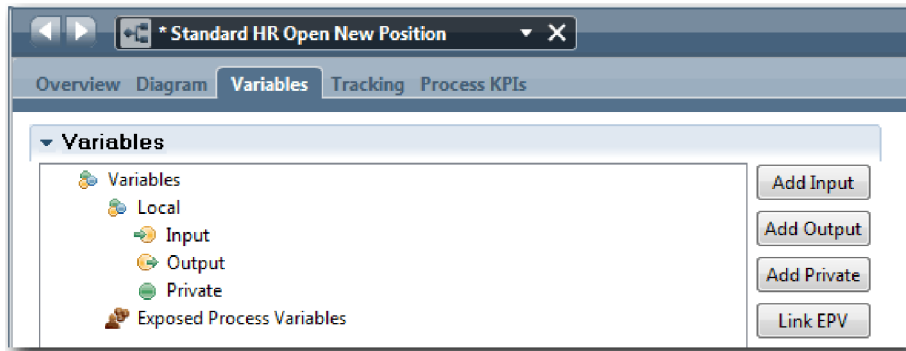 * Standard HR Open New Position
Overview Diagram Variables Tracking Process KPIs
Variables
Variables
Local
Input
Output
Private
Exposed Process Variables
Add Input
Add Output
Add Private
Link EPV